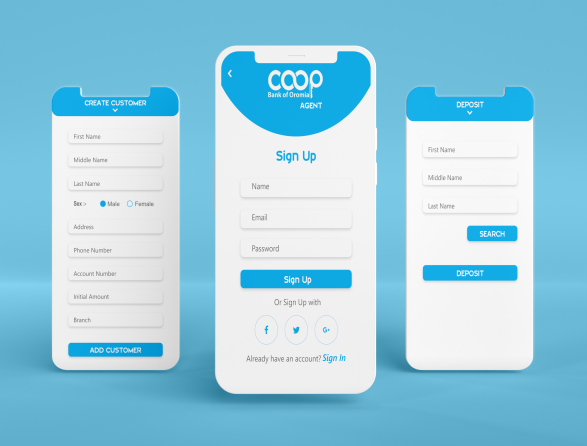 CREATE CUSTOMER
First Name
Middle Name
Last Name
Sex :- Male Female
Address
Phone Number
Account Number
Initial Amount
Branch
ADD CUSTOMER
COOP
Bank of Oromia
AGENT
Sign Up
Name
Email
Password
Sign Up
Or Sign Up with
f
G+
Already have an account? Sign In
DEPOSIT
First Name
Middle Name
Last Name
SEARCH
DEPOSIT